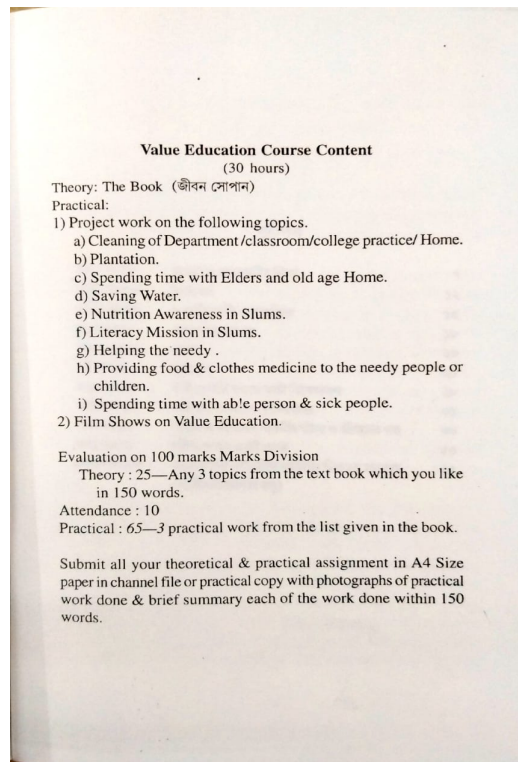 Value Education Course Content
(30 hours)
Theory: The Book (জীবন সোপান)
Practical:
1) Project work on the following topics.
a) Cleaning of Department/classroom/college practice/ Home.
b) Plantation.
c) Spending time with Elders and old age Home.
d) Saving Water.
e) Nutrition Awareness in Slums.
f) Literacy Mission in Slums.
g) Helping the needy .
h) Providing food & clothes medicine to the needy people or
children.
i) Spending time with ab!e person & sick people.
2) Film Shows on Value Education.
Evaluation on 100 marks Marks Division
Theory : 25—Any 3 topics from the text book which you like
in 150 words.
Attendance : 10
Practical : 65—3 practical work from the list given in the book.
Submit all your theoretical & practical assignment in A4 Size
paper in channel file or practical copy with photographs of practical
work done & brief summary each of the work done within 150
words.